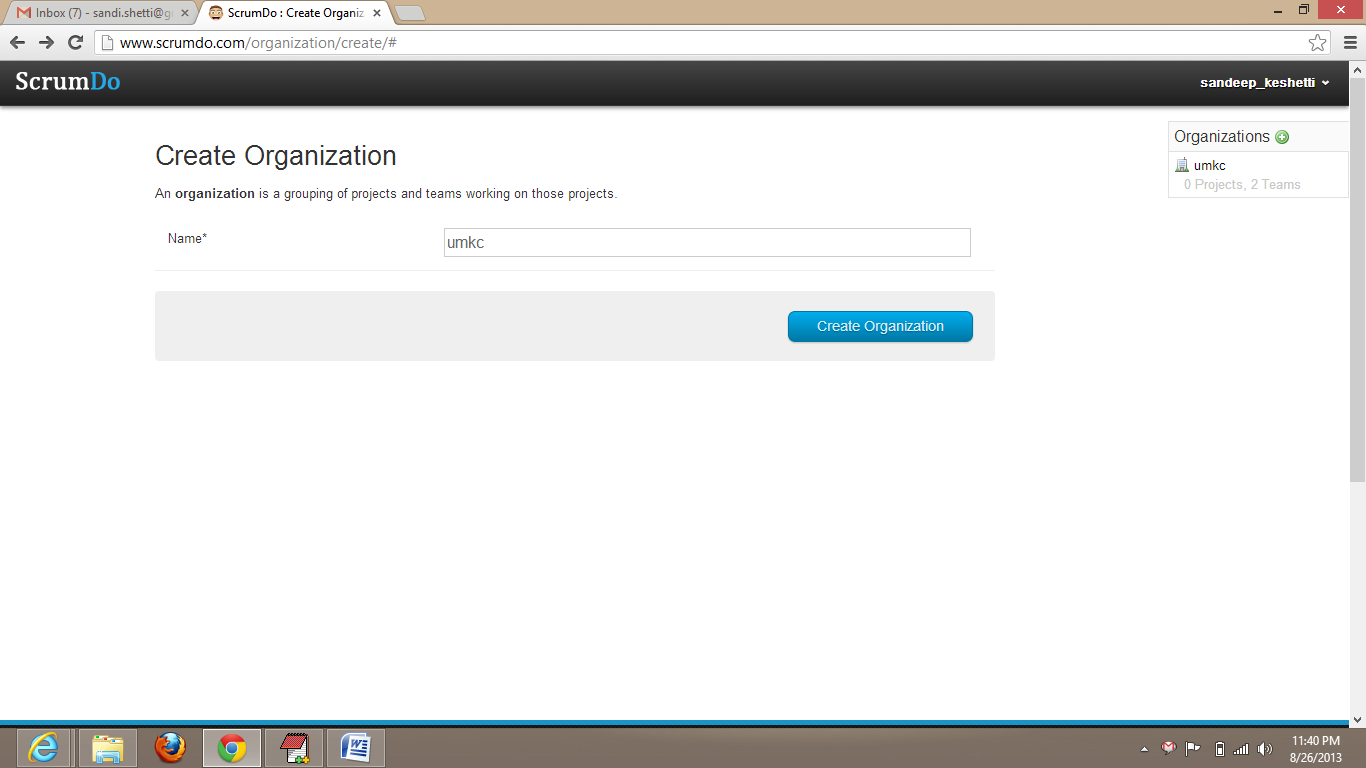 Inbox (7) - sandi.shetti@g
ScrumDo : Create Organiz
www.scrumdo.com/organization/create/#
ScrumDo
sandeep_keshetti
Organizations
umkc
0 Projects, 2 Teams
Create Organization
An organization is a grouping of projects and teams working on those projects.
Name*
umkc
Create Organization
11:40 PM
8/26/2013